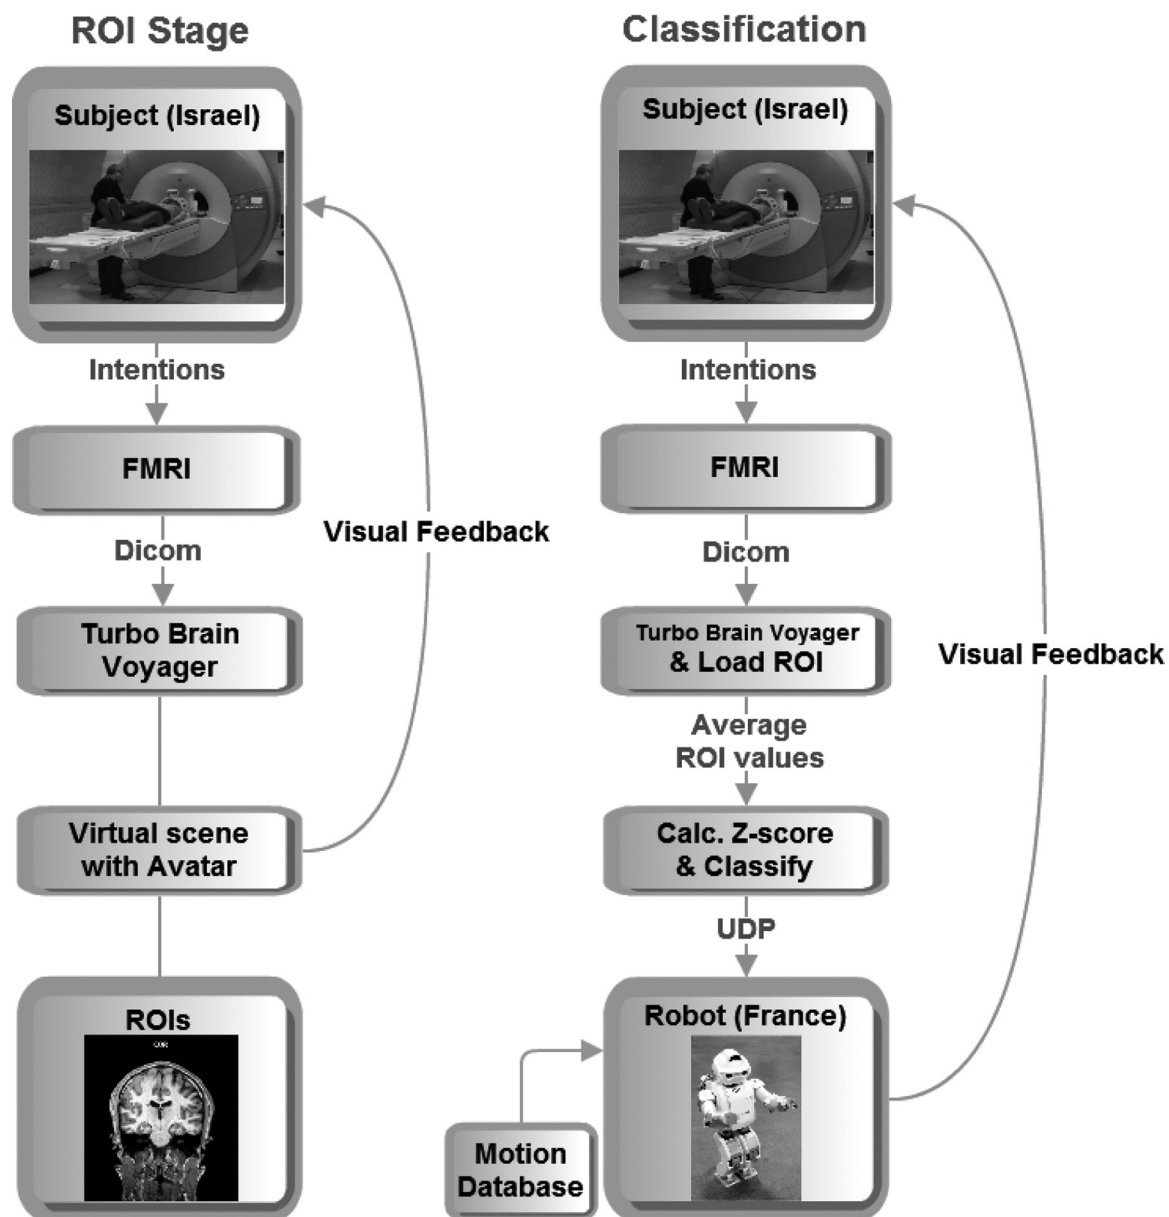 ROI Stage
Subject (Israel)
Intentions
FMRI
Dicom
Turbo Brain
Voyager
Visual Feedback
Virtual scene
with Avatar
ROIs
COR
Classification
Subject (Israel)
Intentions
FMRI
Dicom
Turbo Brain Voyager
& Load ROI
Average
ROI values
Visual Feedback
Calc. Z-score
& Classify
UDP
Robot (France)
Motion
Database